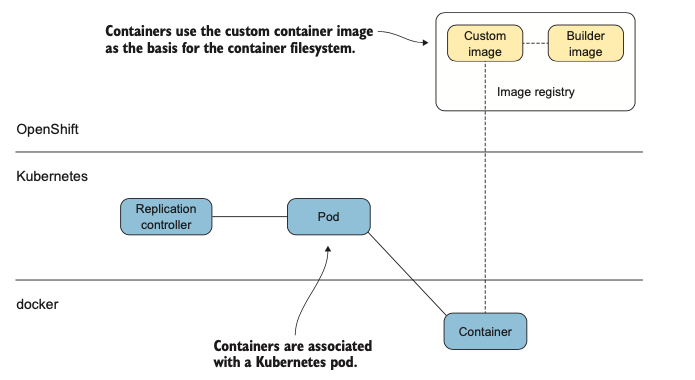 Containers use the custom container image
as the basis for the container filesystem.
Custom
image
Builder
image
Image registry
OpenShift
Kubernetes
Replication
controller
Pod
docker
Container
Containers are associated
with a Kubernetes pod.